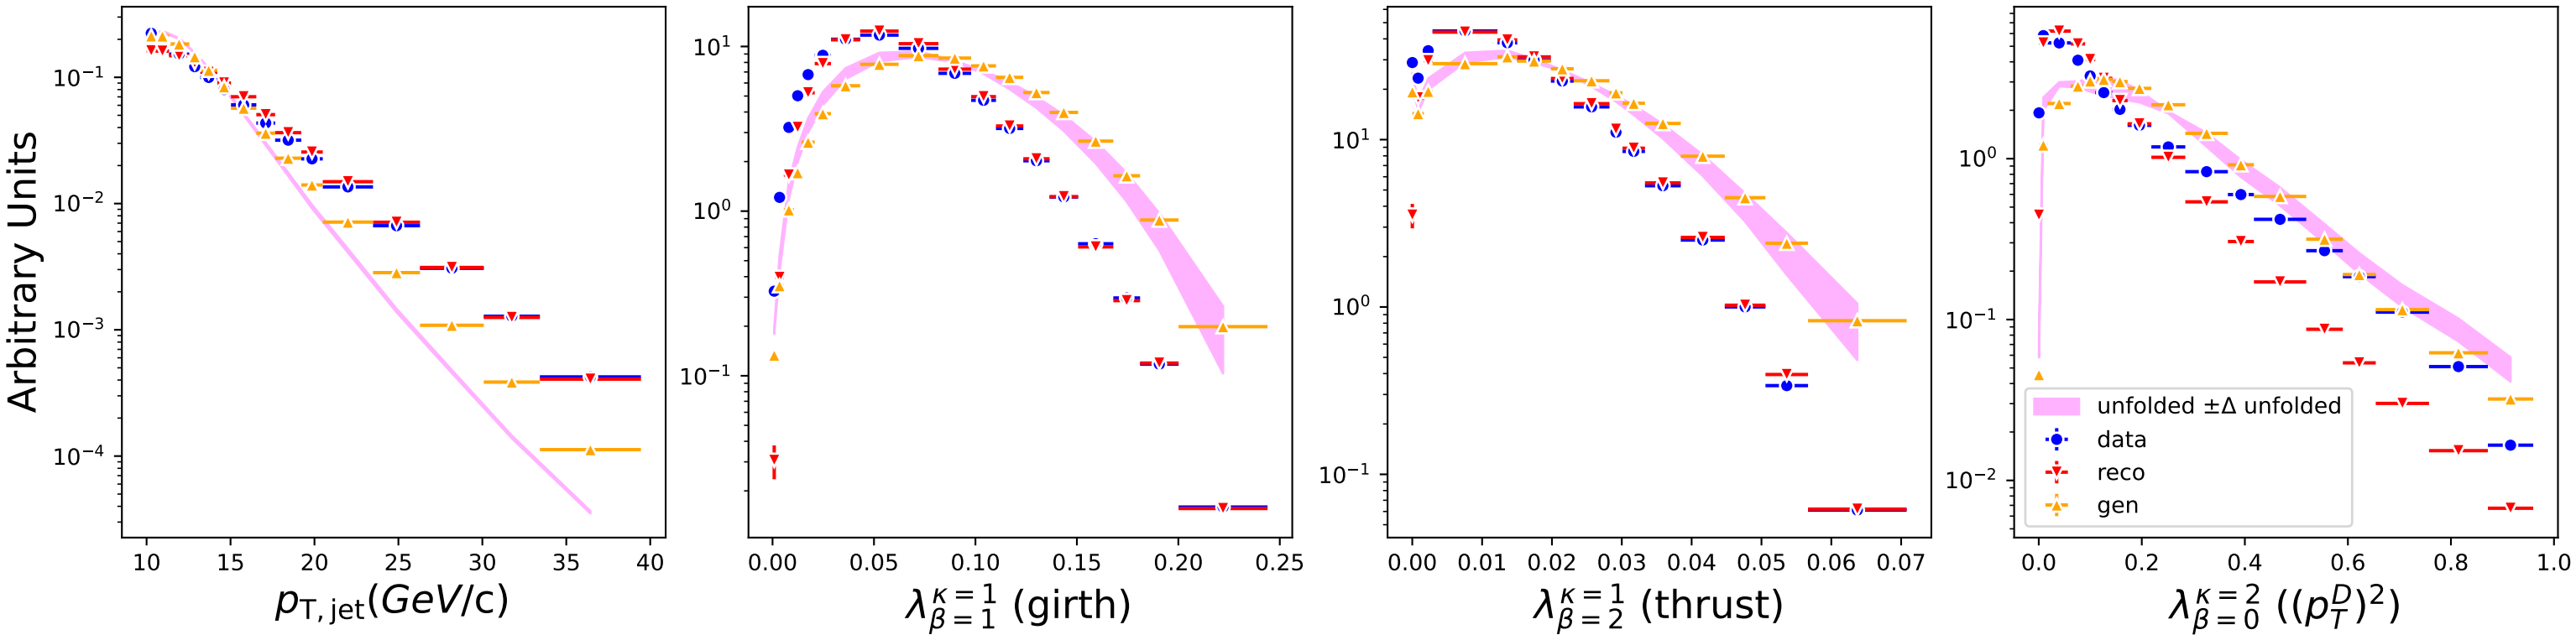 Arbitrary Units
10⁻¹
10⁻²
10⁻³
10⁻⁴
10 15 20 25 30 35 40
p_{T, jet}(GeV/c)
10¹
10⁰
10⁻¹
0.00 0.05 0.10 0.15 0.20 0.25
λ^{κ = 1}_{β = 1} (girth)
10¹
10⁰
10⁻¹
0.00 0.01 0.02 0.03 0.04 0.05 0.06 0.07
λ^{κ = 1}_{β = 2} (thrust)
10⁰
10⁻¹
10⁻²
unfolded ±Δ unfolded
data
reco
gen
0.0 0.2 0.4 0.6 0.8 1.0
λ^{κ = 2}_{β = 0} ((p_T^D)²)